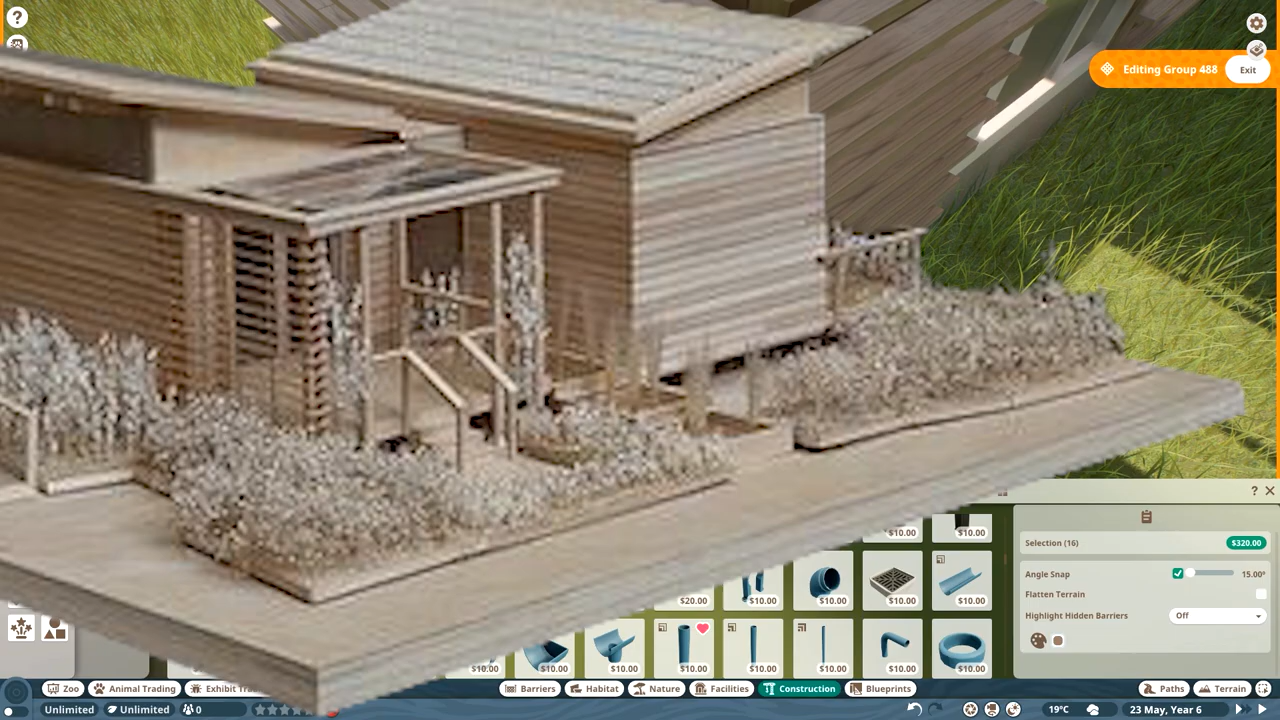 ?
Editing Group 488
Exit
?
$10.00 $10.00
Selection (16) $320.00
Angle Snap 15.00°
$20.00 $10.00 $10.00 $10.00 $10.00
Flatten Terrain
Highlight Hidden Barriers Off
$10.00 $10.00 $10.00 $10.00 $10.00 $10.00 $10.00 $10.00
Zoo Animal Trading Exhibit Tra Barriers Habitat Nature Facilities Construction Blueprints Paths Terrain
Unlimited Unlimited 0 19°C 23 May, Year 6